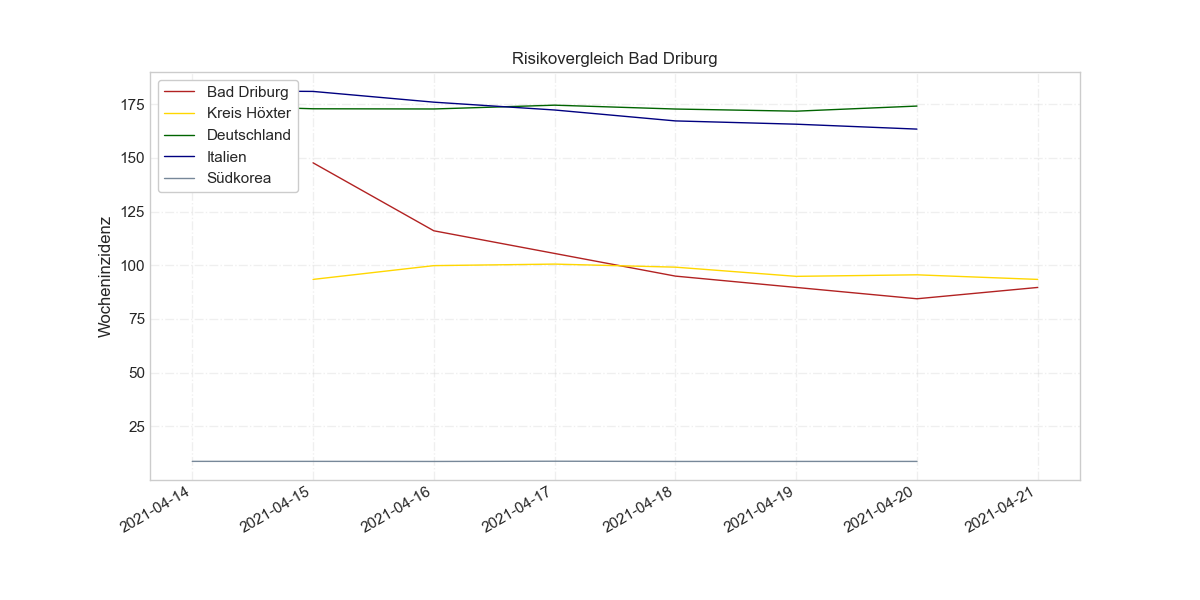 Risikovergleich Bad Driburg
Bad Driburg
Kreis Höxter
Deutschland
Italien
Südkorea
Wocheninzidenz
175
150
125
100
75
50
25
2021-04-14
2021-04-15
2021-04-16
2021-04-17
2021-04-18
2021-04-19
2021-04-20
2021-04-21